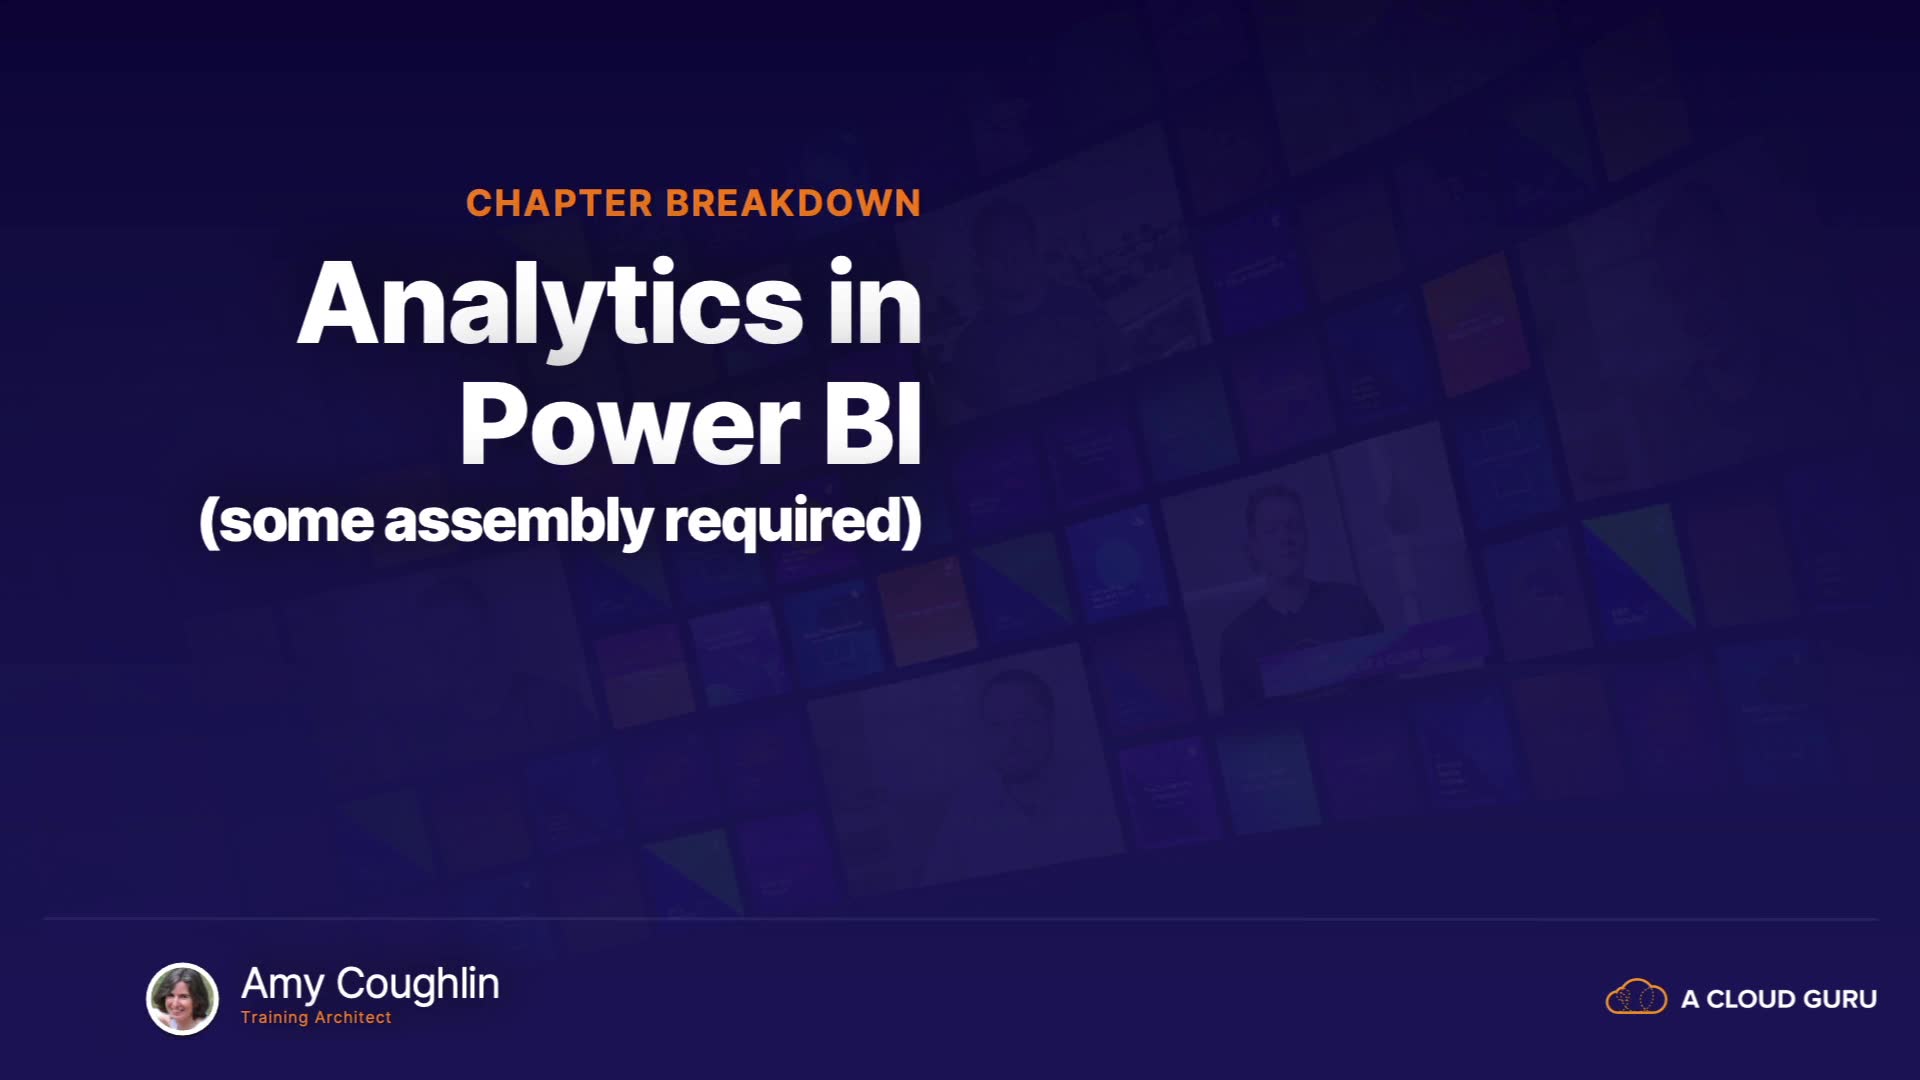 CHAPTER BREAKDOWN
Analytics in
Power BI
(some assembly required)
Amy Coughlin
Training Architect
A CLOUD GURU